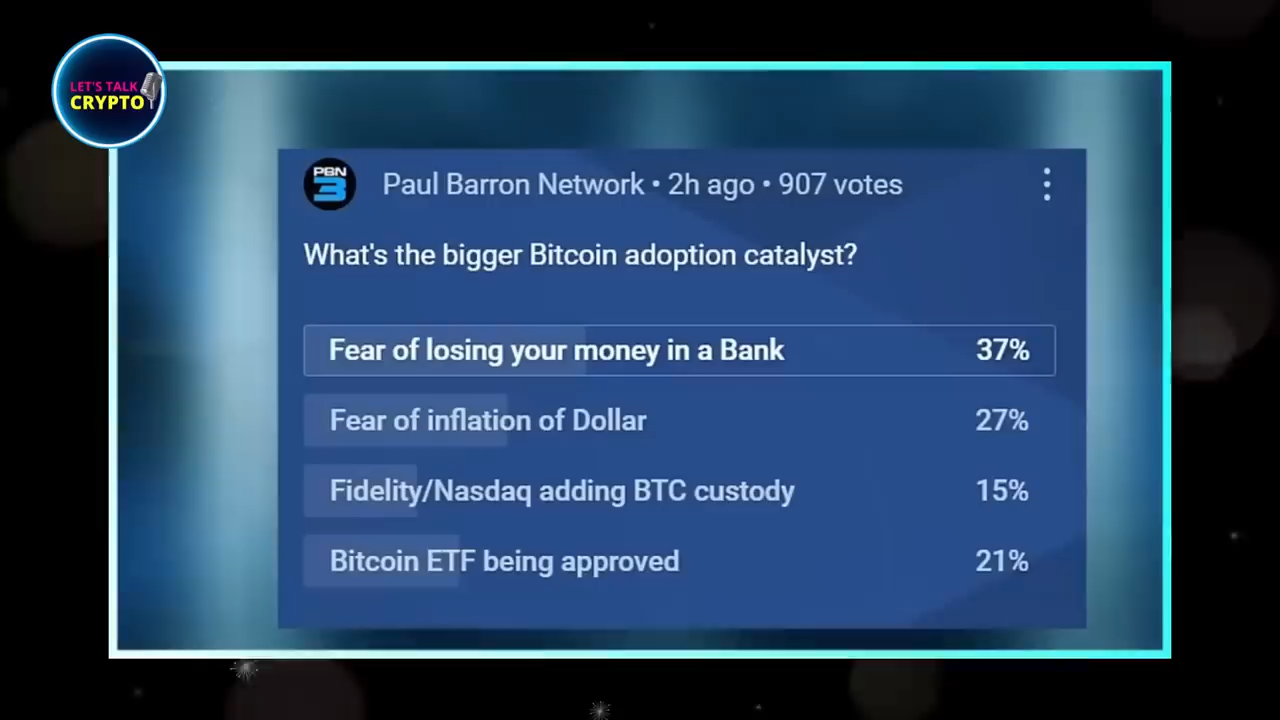 LET'S TALK
CRYPTO
PBN
3
Paul Barron Network • 2h ago • 907 votes
What's the bigger Bitcoin adoption catalyst?
Fear of losing your money in a Bank 37%
Fear of inflation of Dollar 27%
Fidelity/Nasdaq adding BTC custody 15%
Bitcoin ETF being approved 21%